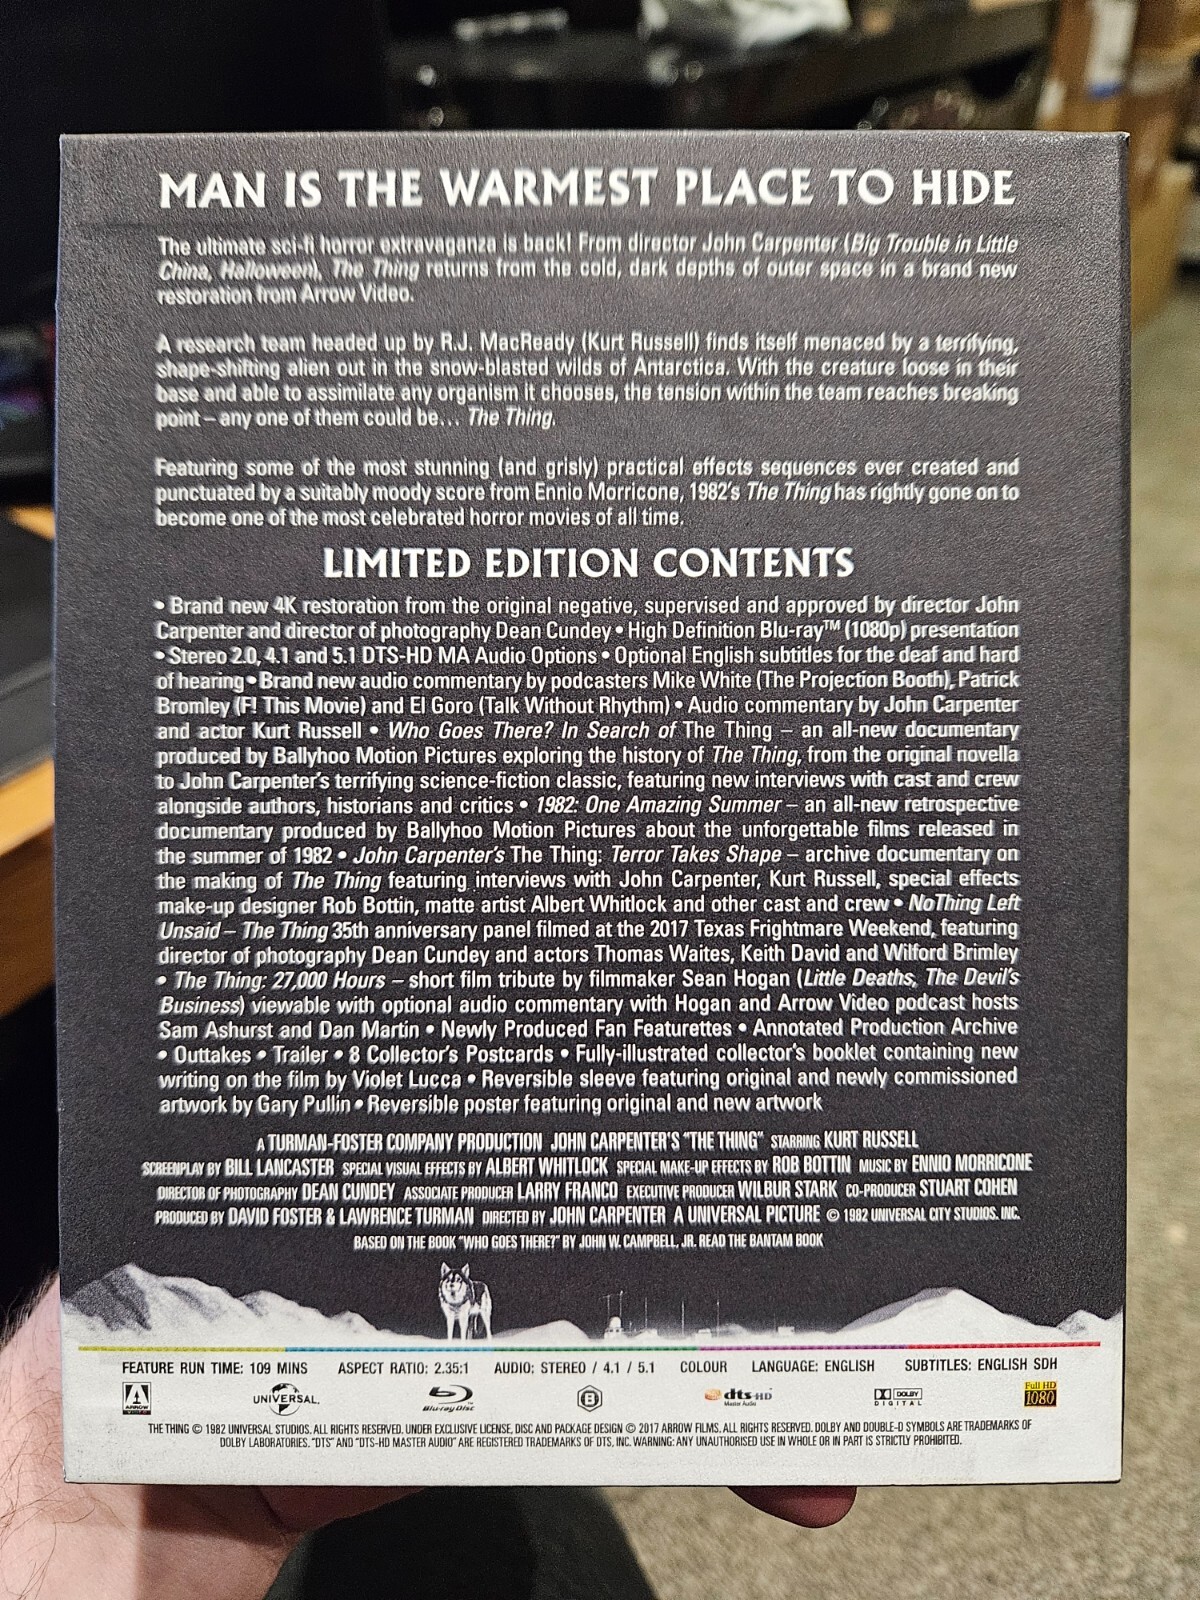 MAN IS THE WARMEST PLACE TO HIDE
The ultimate sci-fi horror extravaganza is back! From director John Carpenter (Big Trouble in Little
China, Halloween), The Thing returns from the cold, dark depths of outer space in a brand new
restoration from Arrow Video.
A research team headed up by R.J. MacReady (Kurt Russell) finds itself menaced by a terrifying,
shape-shifting alien out in the snow-blasted wilds of Antarctica. With the creature loose in their
base and able to assimilate any organism it chooses, the tension within the team reaches breaking
point – any one of them could be... The Thing.
Featuring some of the most stunning (and grisly) practical effects sequences ever created and
punctuated by a suitably moody score from Ennio Morricone, 1982's The Thing has rightly gone on to
become one of the most celebrated horror movies of all time.
LIMITED EDITION CONTENTS
• Brand new 4K restoration from the original negative, supervised and approved by director John
Carpenter and director of photography Dean Cundey • High Definition Blu-ray™ (1080p) presentation
• Stereo 2.0, 4.1 and 5.1 DTS-HD MA Audio Options • Optional English subtitles for the deaf and hard
of hearing • Brand new audio commentary by podcasters Mike White (The Projection Booth), Patrick
Bromley (F! This Movie) and El Goro (Talk Without Rhythm) • Audio commentary by John Carpenter
and actor Kurt Russell • Who Goes There? In Search of The Thing – an all-new documentary
produced by Ballyhoo Motion Pictures exploring the history of The Thing, from the original novella
to John Carpenter's terrifying science-fiction classic, featuring new interviews with cast and crew
alongside authors, historians and critics • 1982: One Amazing Summer – an all-new retrospective
documentary produced by Ballyhoo Motion Pictures about the unforgettable films released in
the summer of 1982 • John Carpenter's The Thing: Terror Takes Shape – archive documentary on
the making of The Thing featuring interviews with John Carpenter, Kurt Russell, special effects
make-up designer Rob Bottin, matte artist Albert Whitlock and other cast and crew • NoThing Left
Unsaid – The Thing 35th anniversary panel filmed at the 2017 Texas Frightmare Weekend, featuring
director of photography Dean Cundey and actors Thomas Waites, Keith David and Wilford Brimley
• The Thing: 27,000 Hours – short film tribute by filmmaker Sean Hogan (Little Deaths, The Devil's
Business) viewable with optional audio commentary with Hogan and Arrow Video podcast hosts
Sam Ashurst and Dan Martin • Newly Produced Fan Featurettes • Annotated Production Archive
• Outtakes • Trailer • 8 Collector's Postcards • Fully-illustrated collector's booklet containing new
writing on the film by Violet Lucca • Reversible sleeve featuring original and newly commissioned
artwork by Gary Pullin • Reversible poster featuring original and new artwork
A TURMAN-FOSTER COMPANY PRODUCTION JOHN CARPENTER'S "THE THING" STARRING KURT RUSSELL
SCREENPLAY BY BILL LANCASTER SPECIAL VISUAL EFFECTS BY ALBERT WHITLOCK SPECIAL MAKE-UP EFFECTS BY ROB BOTTIN MUSIC BY ENNIO MORRICONE
DIRECTOR OF PHOTOGRAPHY DEAN CUNDEY ASSOCIATE PRODUCER LARRY FRANCO EXECUTIVE PRODUCER WILBUR STARK CO-PRODUCER STUART COHEN
PRODUCED BY DAVID FOSTER & LAWRENCE TURMAN DIRECTED BY JOHN CARPENTER A UNIVERSAL PICTURE © 1982 UNIVERSAL CITY STUDIOS. INC.
BASED ON THE BOOK "WHO GOES THERE?" BY JOHN W. CAMPBELL, JR. READ THE BANTAM BOOK
FEATURE RUN TIME: 109 MINS ASPECT RATIO: 2.35:1 AUDIO: STEREO / 4.1 / 5.1 COLOUR LANGUAGE: ENGLISH SUBTITLES: ENGLISH SDH
ARROW VIDEO UNIVERSAL Blu-ray Disc B dts-HD Master Audio DOLBY DIGITAL Full HD 1080
THE THING © 1982 UNIVERSAL STUDIOS. ALL RIGHTS RESERVED. UNDER EXCLUSIVE LICENSE, DISC AND PACKAGE DESIGN © 2017 ARROW FILMS. ALL RIGHTS RESERVED. DOLBY AND DOUBLE-D SYMBOLS ARE TRADEMARKS OF
DOLBY LABORATORIES. "DTS" AND "DTS-HD MASTER AUDIO" ARE REGISTERED TRADEMARKS OF DTS, INC. WARNING: ANY UNAUTHORISED USE IN WHOLE OR IN PART IS STRICTLY PROHIBITED.